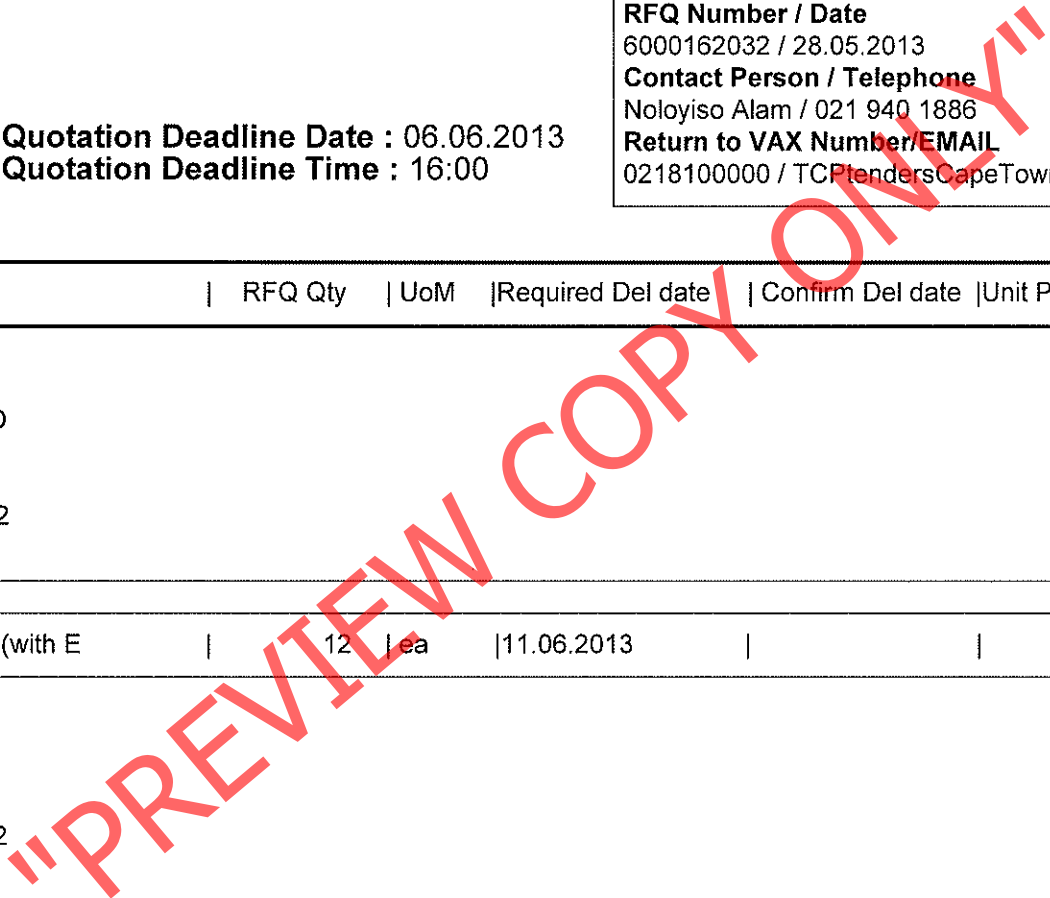 RFQ Number / Date
6000162032 / 28.05.2013
Contact Person / Telephone
Noloyiso Alam / 021 940 1886
Return to VAX Number/EMAIL
0218100000 / TCPtendersCapeTown
Quotation Deadline Date : 06.06.2013
Quotation Deadline Time : 16:00
| RFQ Qty | UoM |Required Del date | Confirm Del date |Unit P
2
(with E | 12 | ea |11.06.2013 | |
2
"PREVIEW COPY ONLY"